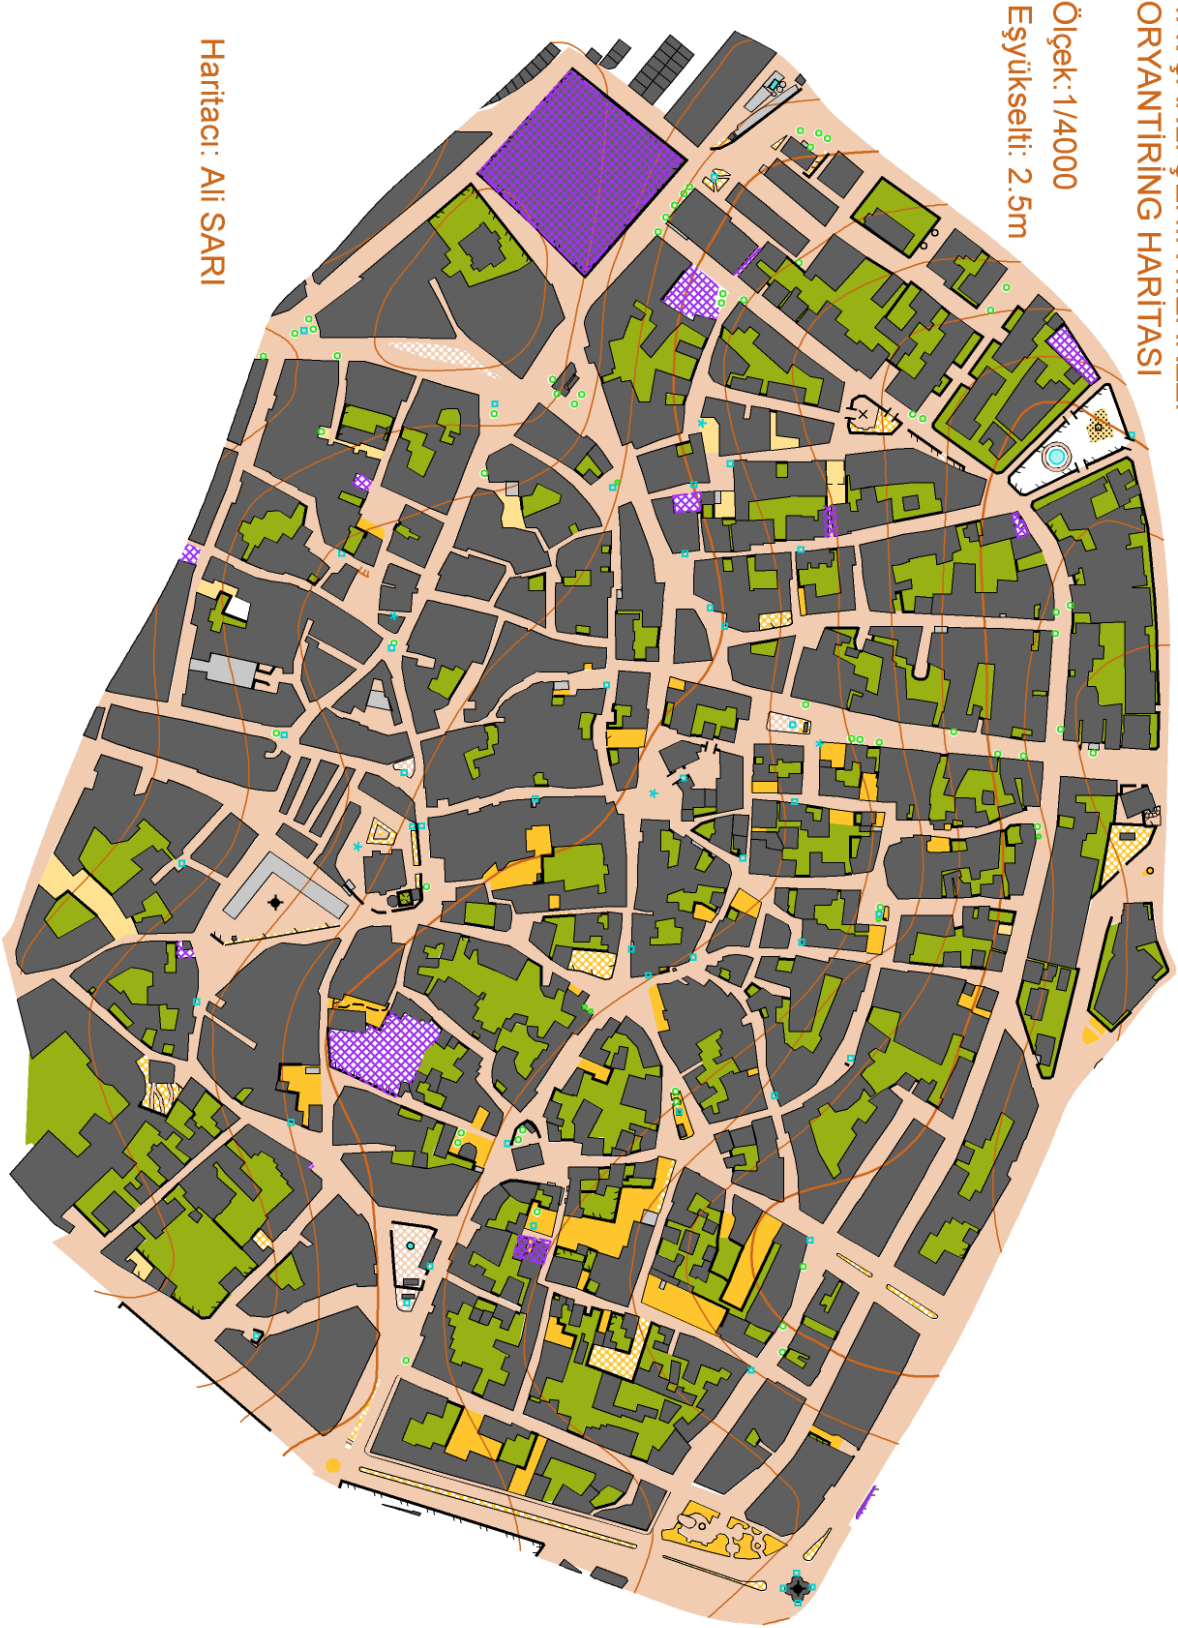 ORYANTİRİNG HARİTASI
Ölçek:1/4000
Eşyükselti: 2.5m
Haritacı: Ali SARI